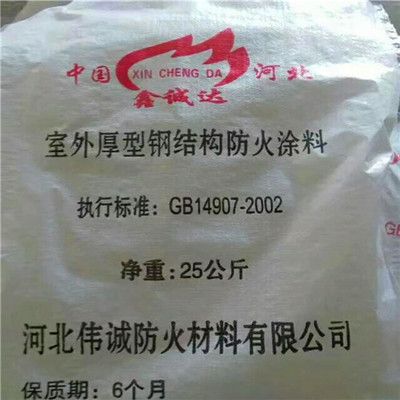 中国 XIN CHENG DA 河北
鑫诚达
室外厚型钢结构防火涂料
执行标准：GB14907-2002
净重：25公斤
河北伟诚防火材料有限公司
保质期：6个月
GB